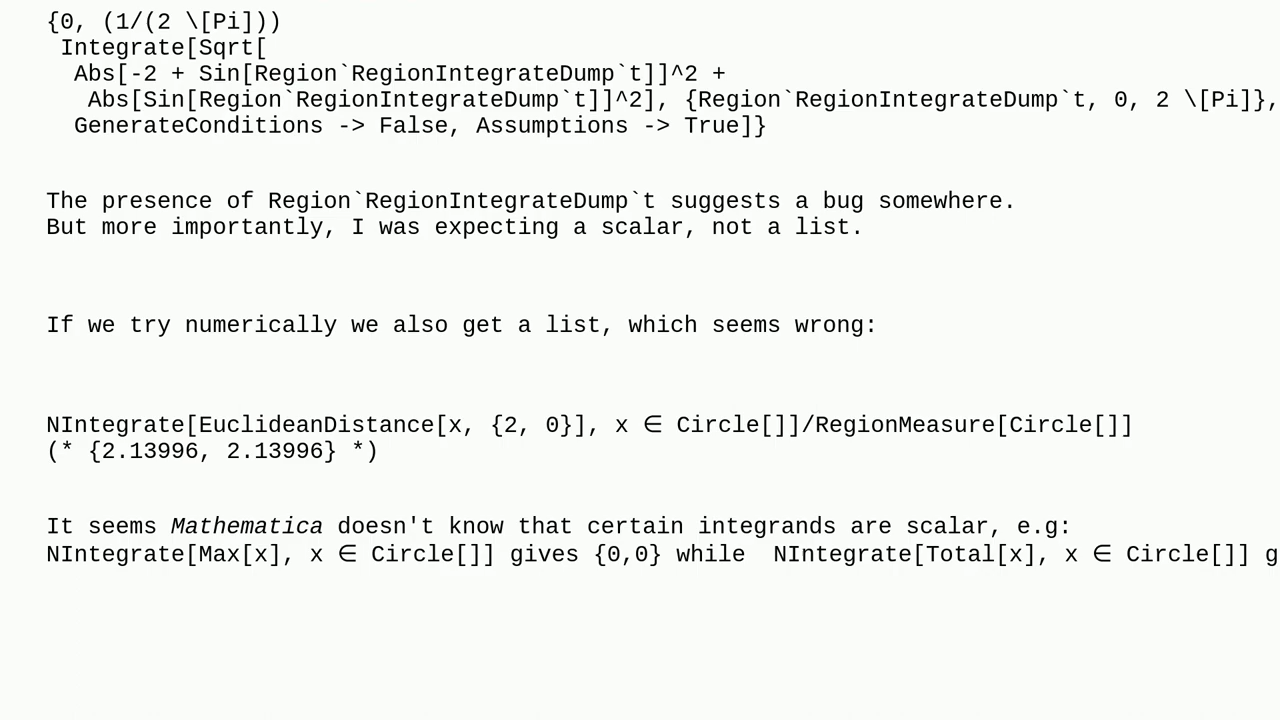 {0, (1/(2 \[Pi]))
Integrate[Sqrt[
Abs[-2 + Sin[Region`RegionIntegrateDump`t]]^2 +
Abs[Sin[Region`RegionIntegrateDump`t]]^2], {Region`RegionIntegrateDump`t, 0, 2 \[Pi]},
GenerateConditions -> False, Assumptions -> True]}
The presence of Region`RegionIntegrateDump`t suggests a bug somewhere.
But more importantly, I was expecting a scalar, not a list.
If we try numerically we also get a list, which seems wrong:
NIntegrate[EuclideanDistance[x, {2, 0}], x ∈ Circle[]]/RegionMeasure[Circle[]]
(* {2.13996, 2.13996} *)
It seems Mathematica doesn't know that certain integrands are scalar, e.g:
NIntegrate[Max[x], x ∈ Circle[]] gives {0,0} while  NIntegrate[Total[x], x ∈ Circle[]]